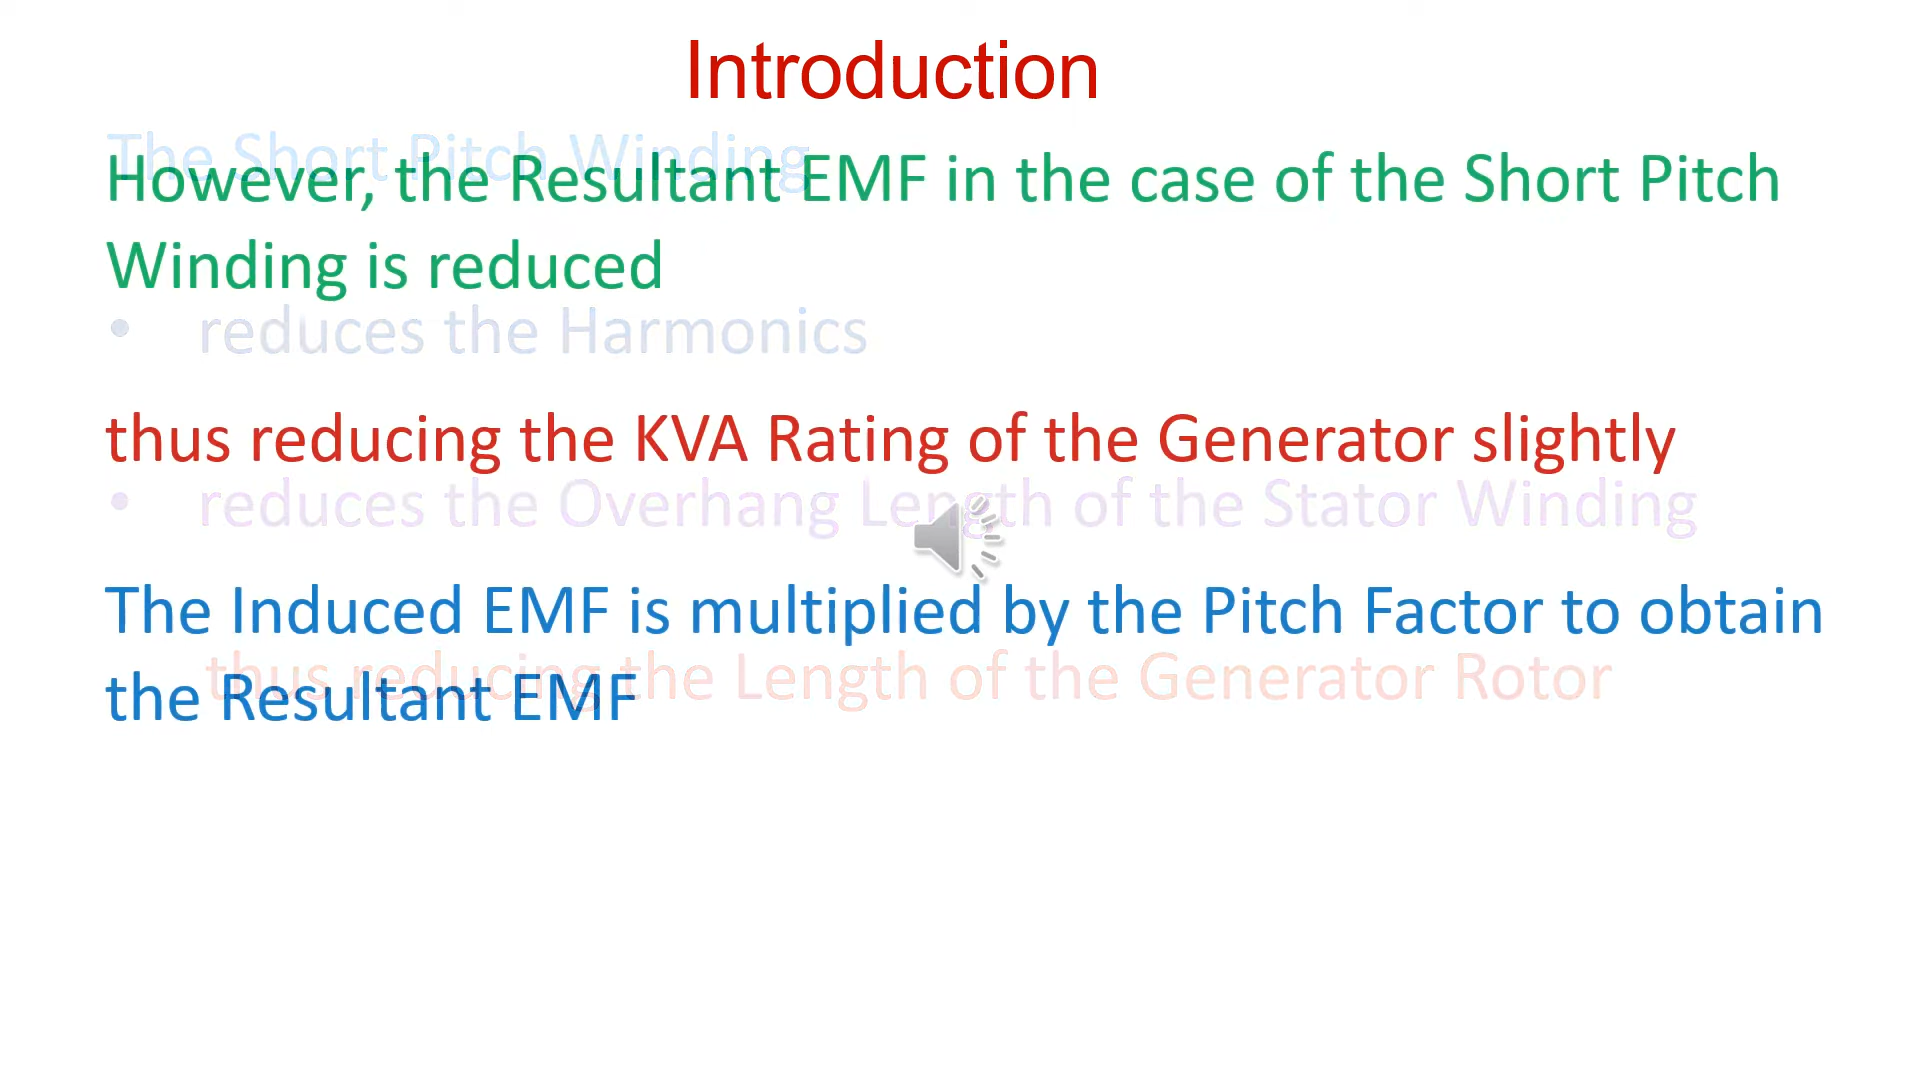 Introduction
The Short Pitch Winding
However, the Resultant EMF in the case of the Short Pitch
Winding is reduced
• reduces the Harmonics
thus reducing the KVA Rating of the Generator slightly
• reduces the Overhang Length of the Stator Winding
The Induced EMF is multiplied by the Pitch Factor to obtain
thus reducing the Length of the Generator Rotor
the Resultant EMF